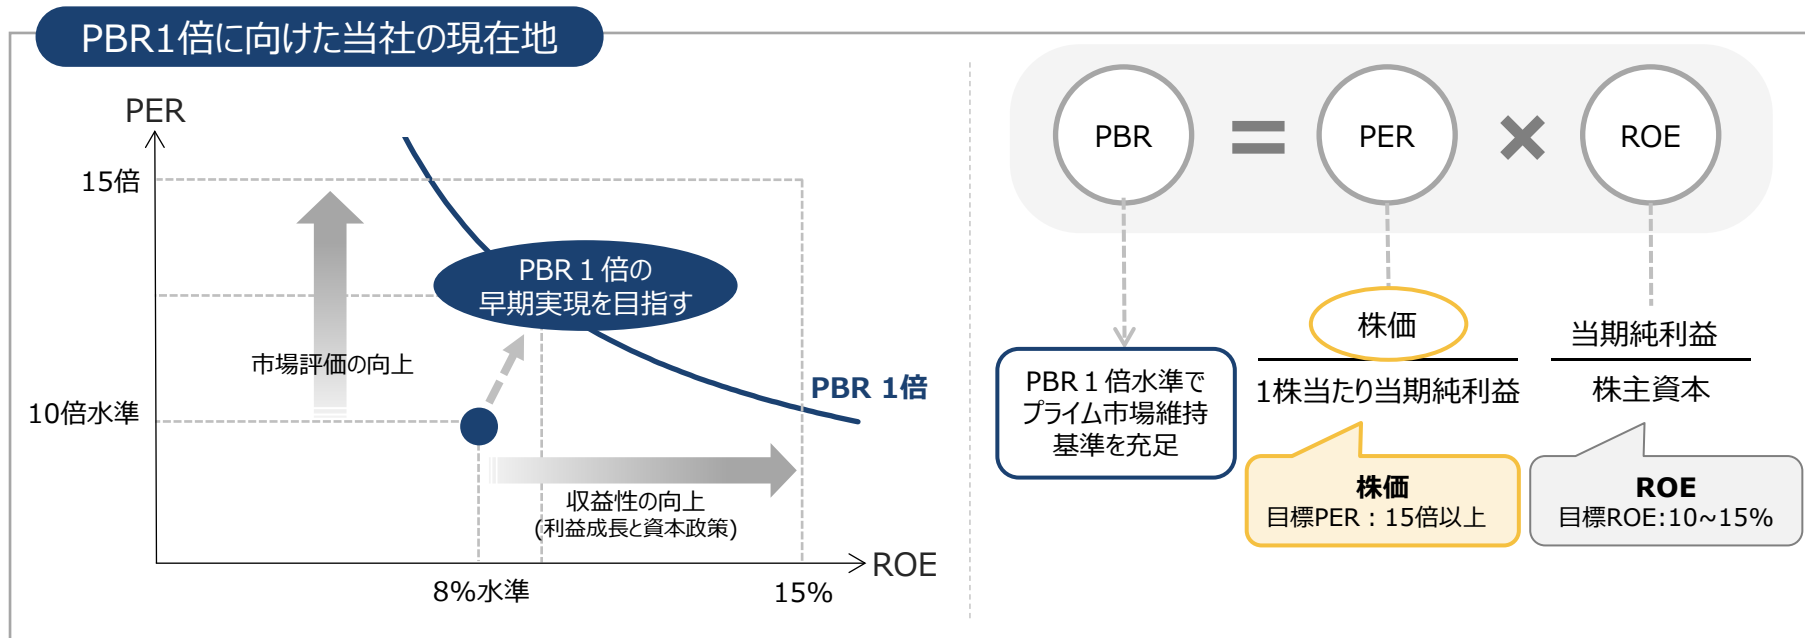 PBR1倍に向けた当社の現在地
PER
15倍
PBR１倍の
早期実現を目指す
市場評価の向上
PBR 1倍
10倍水準
収益性の向上
(利益成長と資本政策)
ROE
8%水準
15%
PBR
=
PER
×
ROE
株価
1株当たり当期純利益
当期純利益
株主資本
PBR１倍水準で
プライム市場維持
基準を充足
株価
目標PER：15倍以上
ROE
目標ROE:10~15%